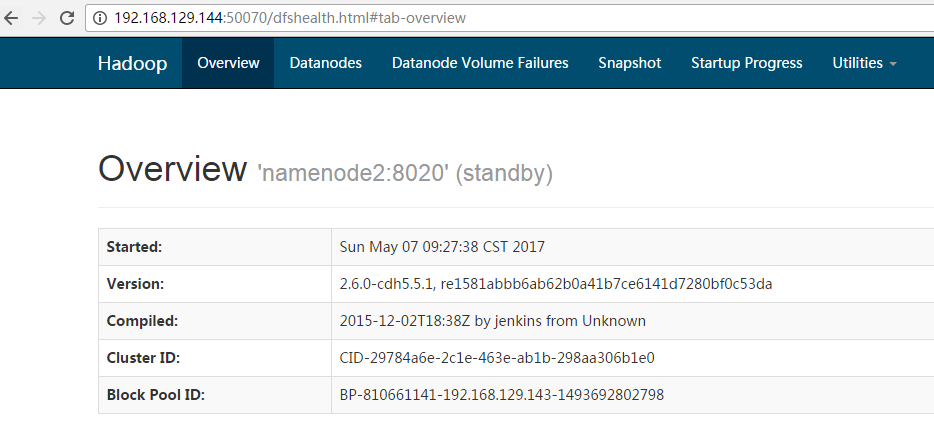 192.168.129.144:50070/dfshealth.html#tab-overview
Hadoop Overview Datanodes Datanode Volume Failures Snapshot Startup Progress Utilities
Overview 'namenode2:8020' (standby)
Started: Sun May 07 09:27:38 CST 2017
Version: 2.6.0-cdh5.5.1, re1581abbb6ab62b0a41b7ce6141d7280bf0c53da
Compiled: 2015-12-02T18:38Z by jenkins from Unknown
Cluster ID: CID-29784a6e-2c1e-463e-ab1b-298aa306b1e0
Block Pool ID: BP-810661141-192.168.129.143-1493692802798